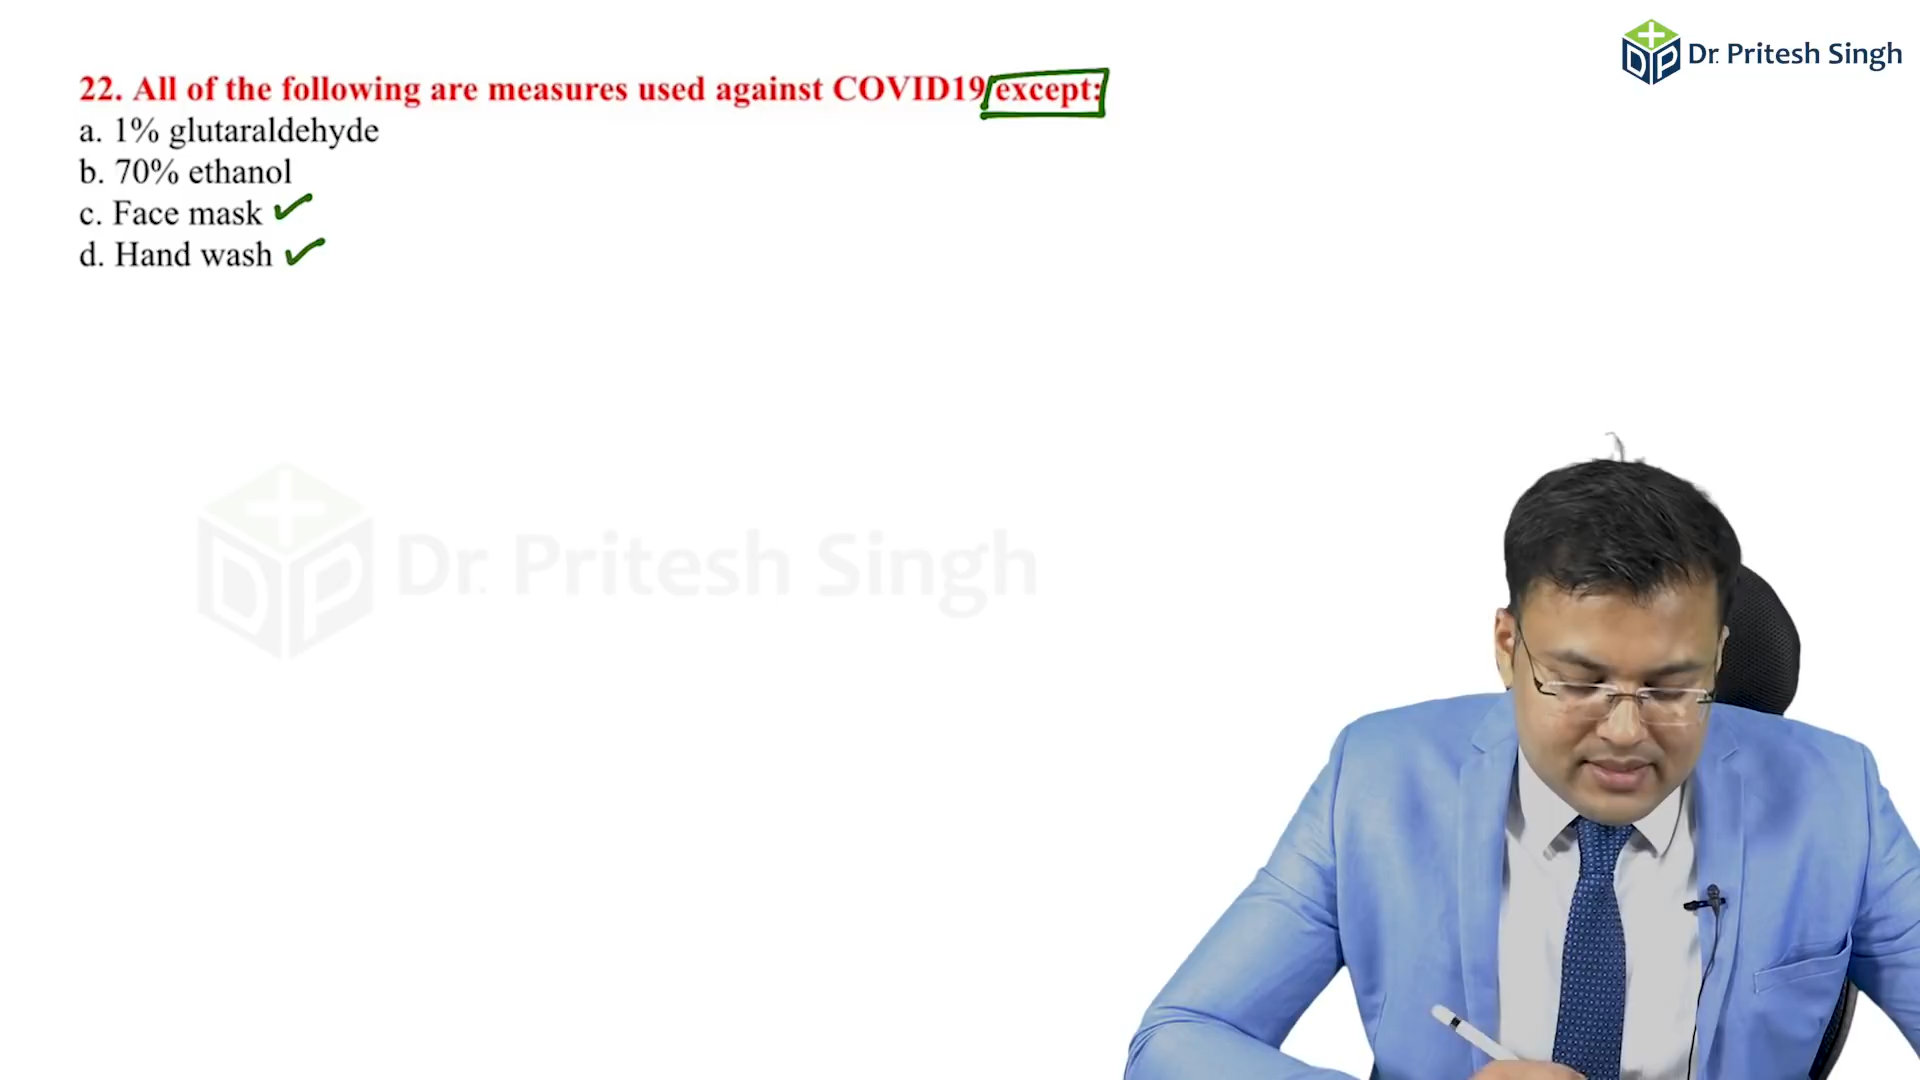 Dr. Pritesh Singh
22. All of the following are measures used against COVID19 except:
a. 1% glutaraldehyde
b. 70% ethanol
c. Face mask
d. Hand wash
DP Dr. Pritesh Singh